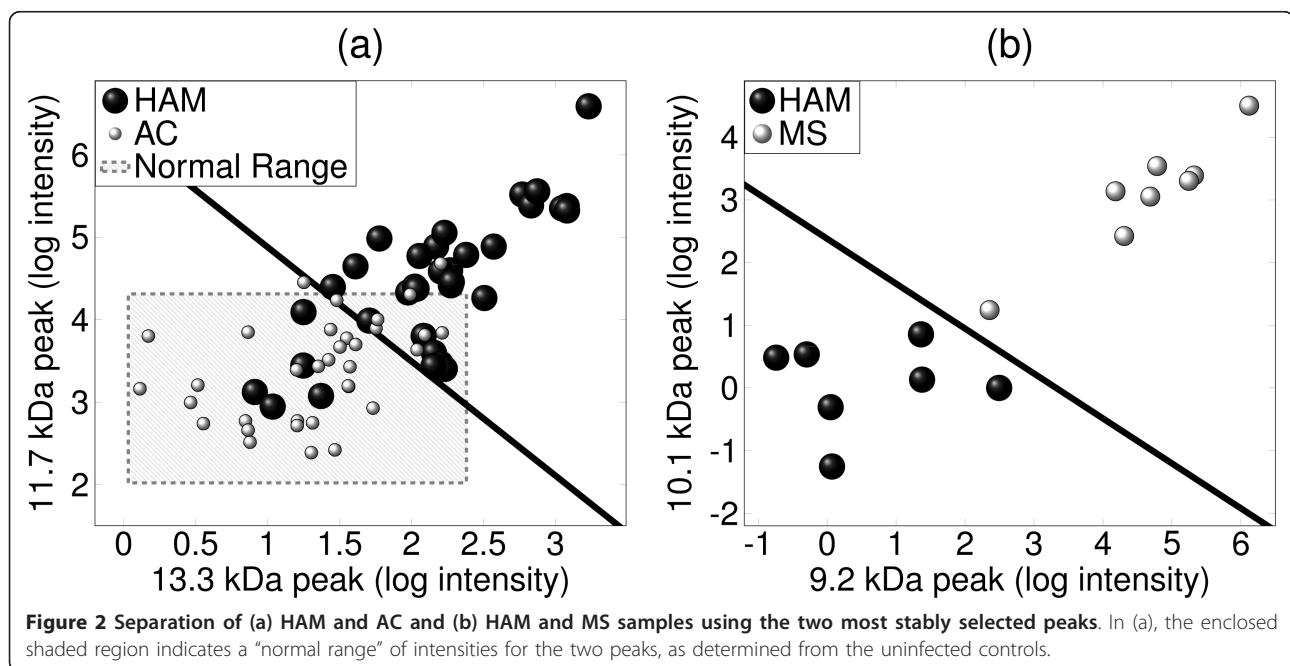 (a)
HAM
AC
Normal Range
11.7 kDa peak (log intensity)
6
5
4
3
2
0 0.5 1 1.5 2 2.5 3
13.3 kDa peak (log intensity)
(b)
HAM
MS
10.1 kDa peak (log intensity)
4
3
2
1
0
-1
-2
-1 0 1 2 3 4 5 6
9.2 kDa peak (log intensity)
Figure 2 Separation of (a) HAM and AC and (b) HAM and MS samples using the two most stably selected peaks. In (a), the enclosed
shaded region indicates a “normal range” of intensities for the two peaks, as determined from the uninfected controls.